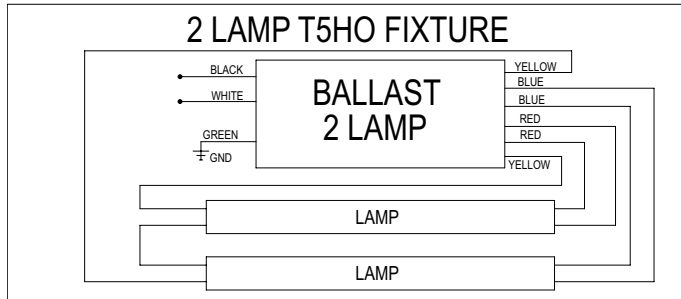 2 LAMP T5HO FIXTURE
BLACK
WHITE
GREEN
GND
BALLAST
2 LAMP
YELLOW
BLUE
BLUE
RED
RED
YELLOW
LAMP
LAMP